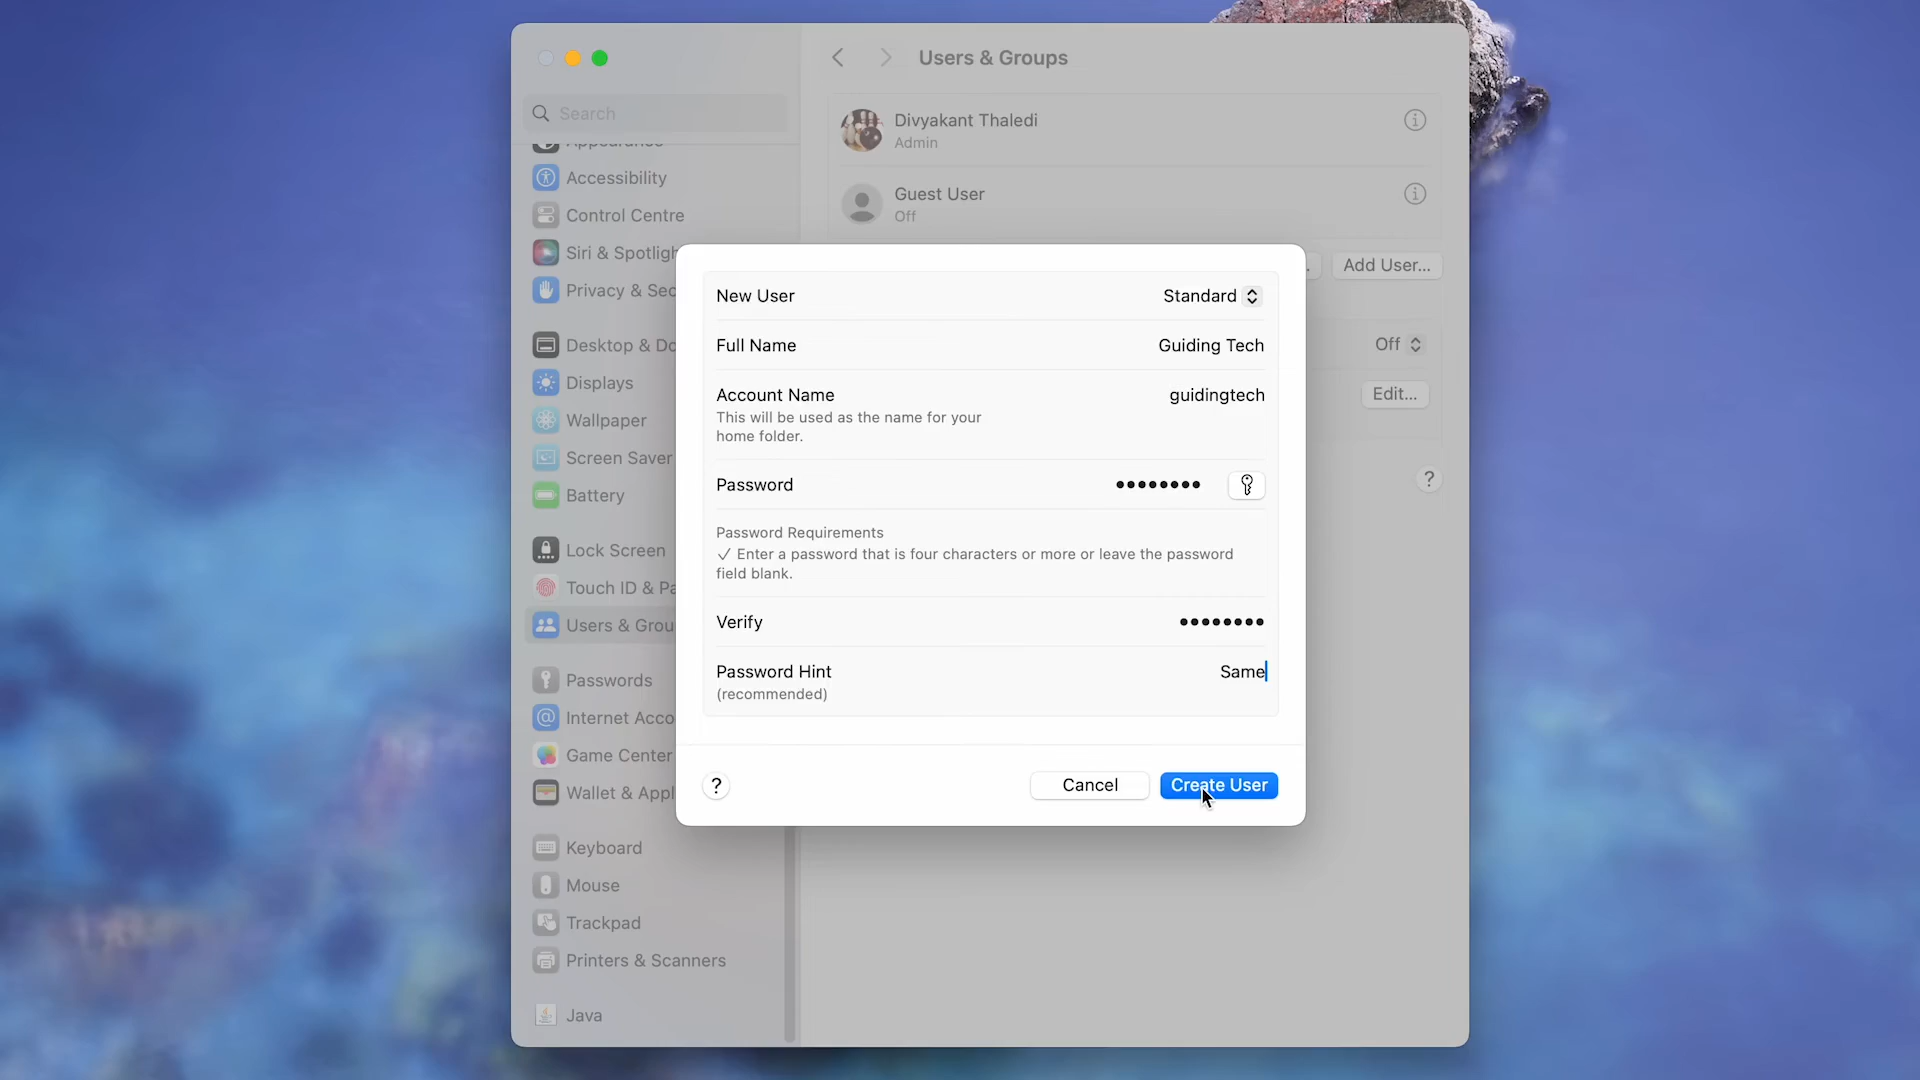 Users & Groups
Search
Appearance
Accessibility
Control Centre
Siri & Spotligh
Privacy & Sec
Desktop & Do
Displays
Wallpaper
Screen Saver
Battery
Lock Screen
Touch ID & Pa
Users & Grou
Passwords
Internet Acco
Game Center
Wallet & Appl
Keyboard
Mouse
Trackpad
Printers & Scanners
Java
Divyakant Thaledi
Admin
Guest User
Off
Add User...
Off
Edit...
?
New User
Standard
Full Name
Guiding Tech
Account Name
guidingtech
This will be used as the name for your
home folder.
Password
••••••••
Password Requirements
✓ Enter a password that is four characters or more or leave the password
field blank.
Verify
••••••••
Password Hint
Same
(recommended)
?
Cancel
Create User